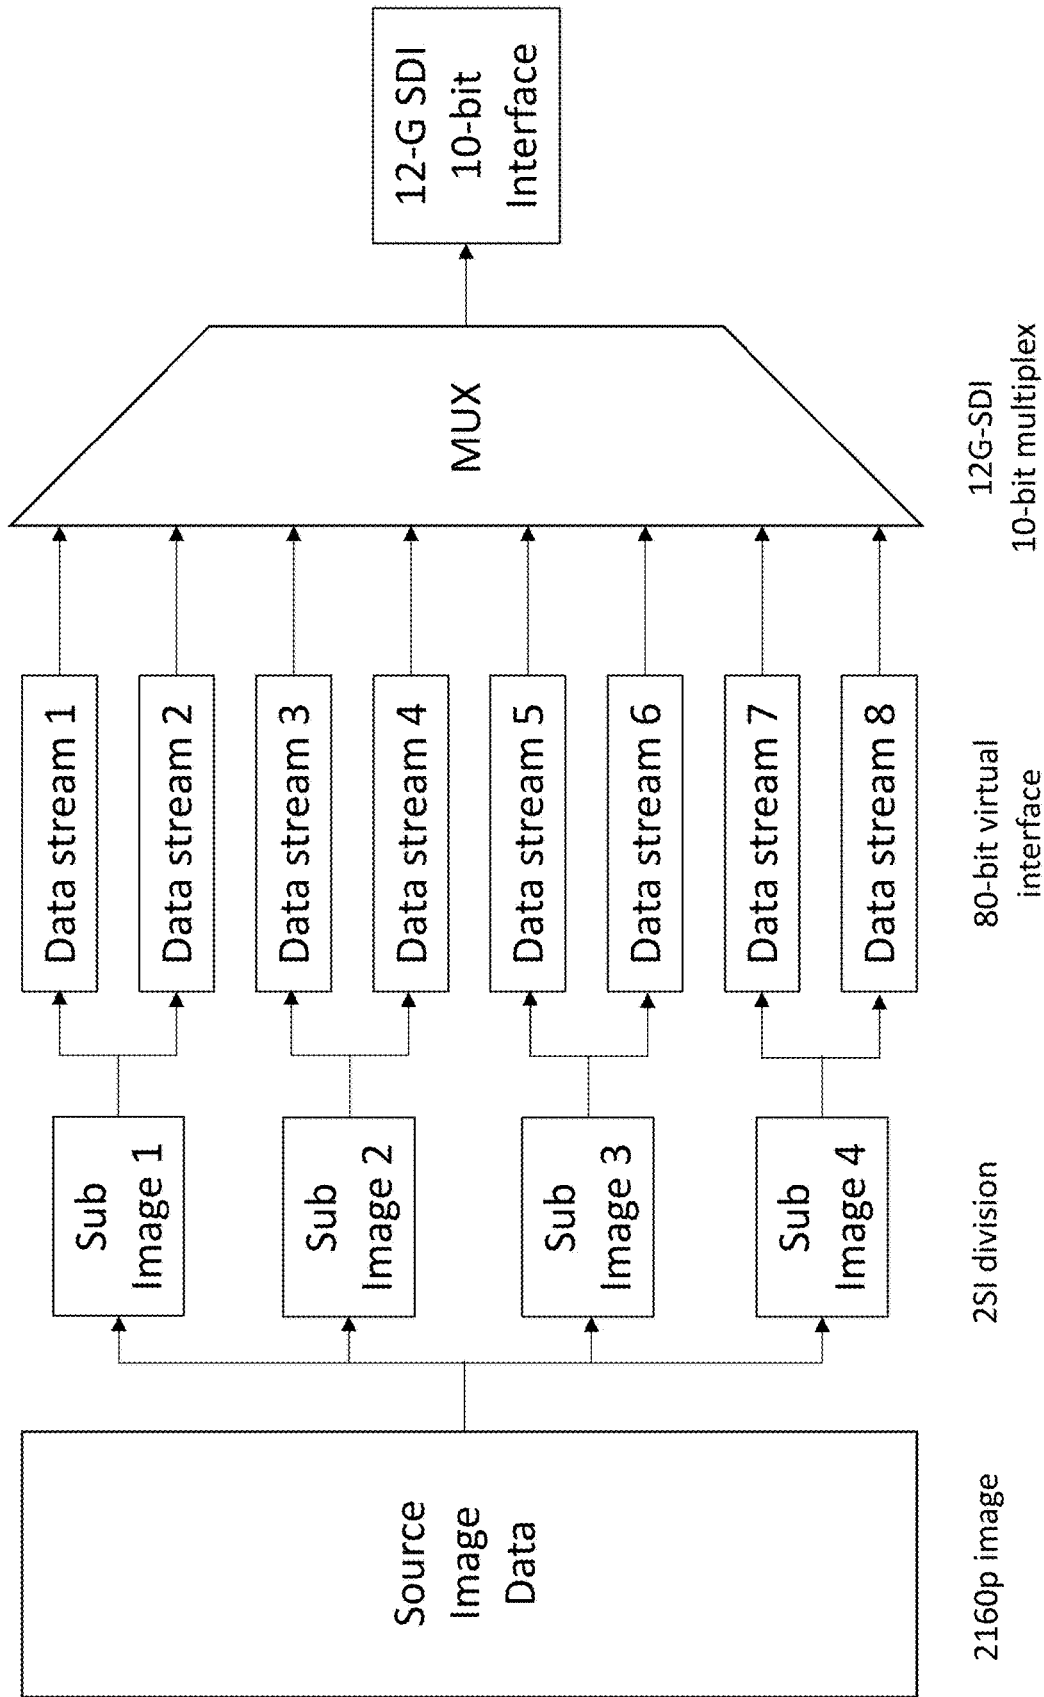 Source
Image
Data
2160p image
Sub
Image 1
Sub
Image 2
Sub
Image 3
Sub
Image 4
2SI division
Data stream 1
Data stream 2
Data stream 3
Data stream 4
Data stream 5
Data stream 6
Data stream 7
Data stream 8
80-bit virtual
interface
MUX
12G-SDI
10-bit multiplex
12-G SDI
10-bit
Interface